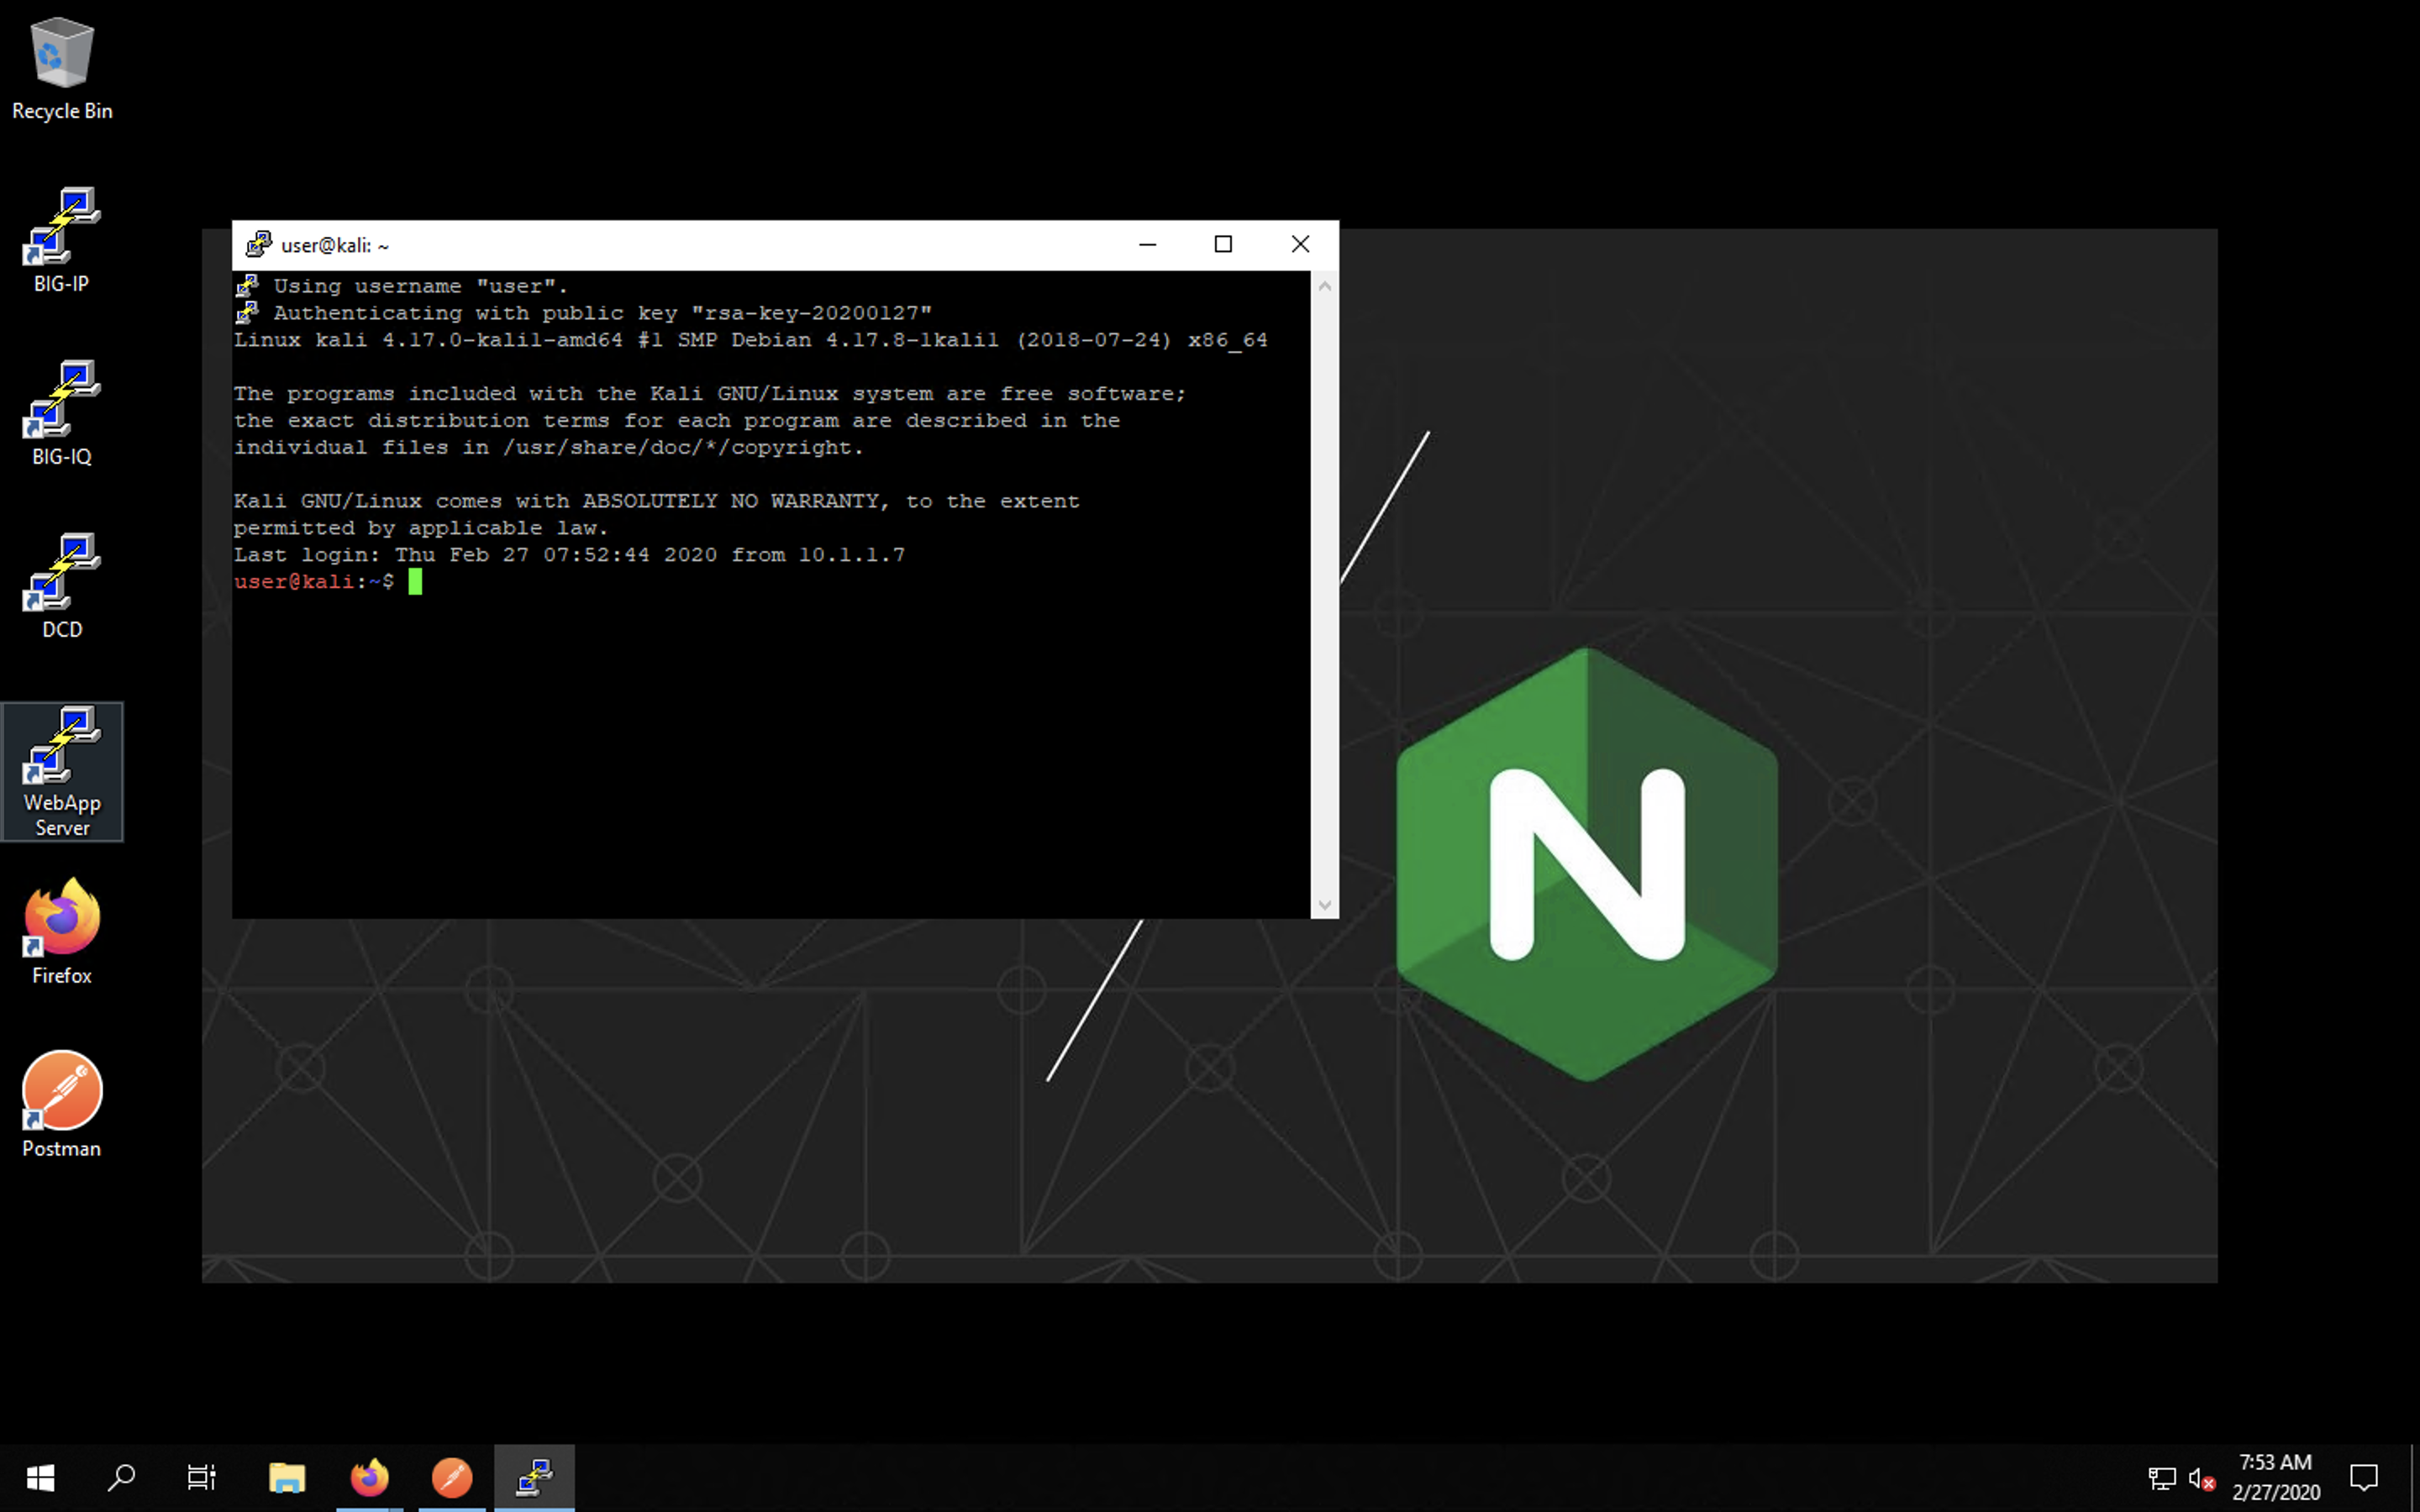 Recycle Bin
BIG-IP
BIG-IQ
DCD
WebApp
Server
Firefox
Postman
user@kali: ~
Using username "user".
Authenticating with public key "rsa-key-20200127"
Linux kali 4.17.0-kali1-amd64 #1 SMP Debian 4.17.8-1kali1 (2018-07-24) x86_64
The programs included with the Kali GNU/Linux system are free software;
the exact distribution terms for each program are described in the
individual files in /usr/share/doc/*/copyright.
Kali GNU/Linux comes with ABSOLUTELY NO WARRANTY, to the extent
permitted by applicable law.
Last login: Thu Feb 27 07:52:44 2020 from 10.1.1.7
user@kali:~$
N
7:53 AM
2/27/2020